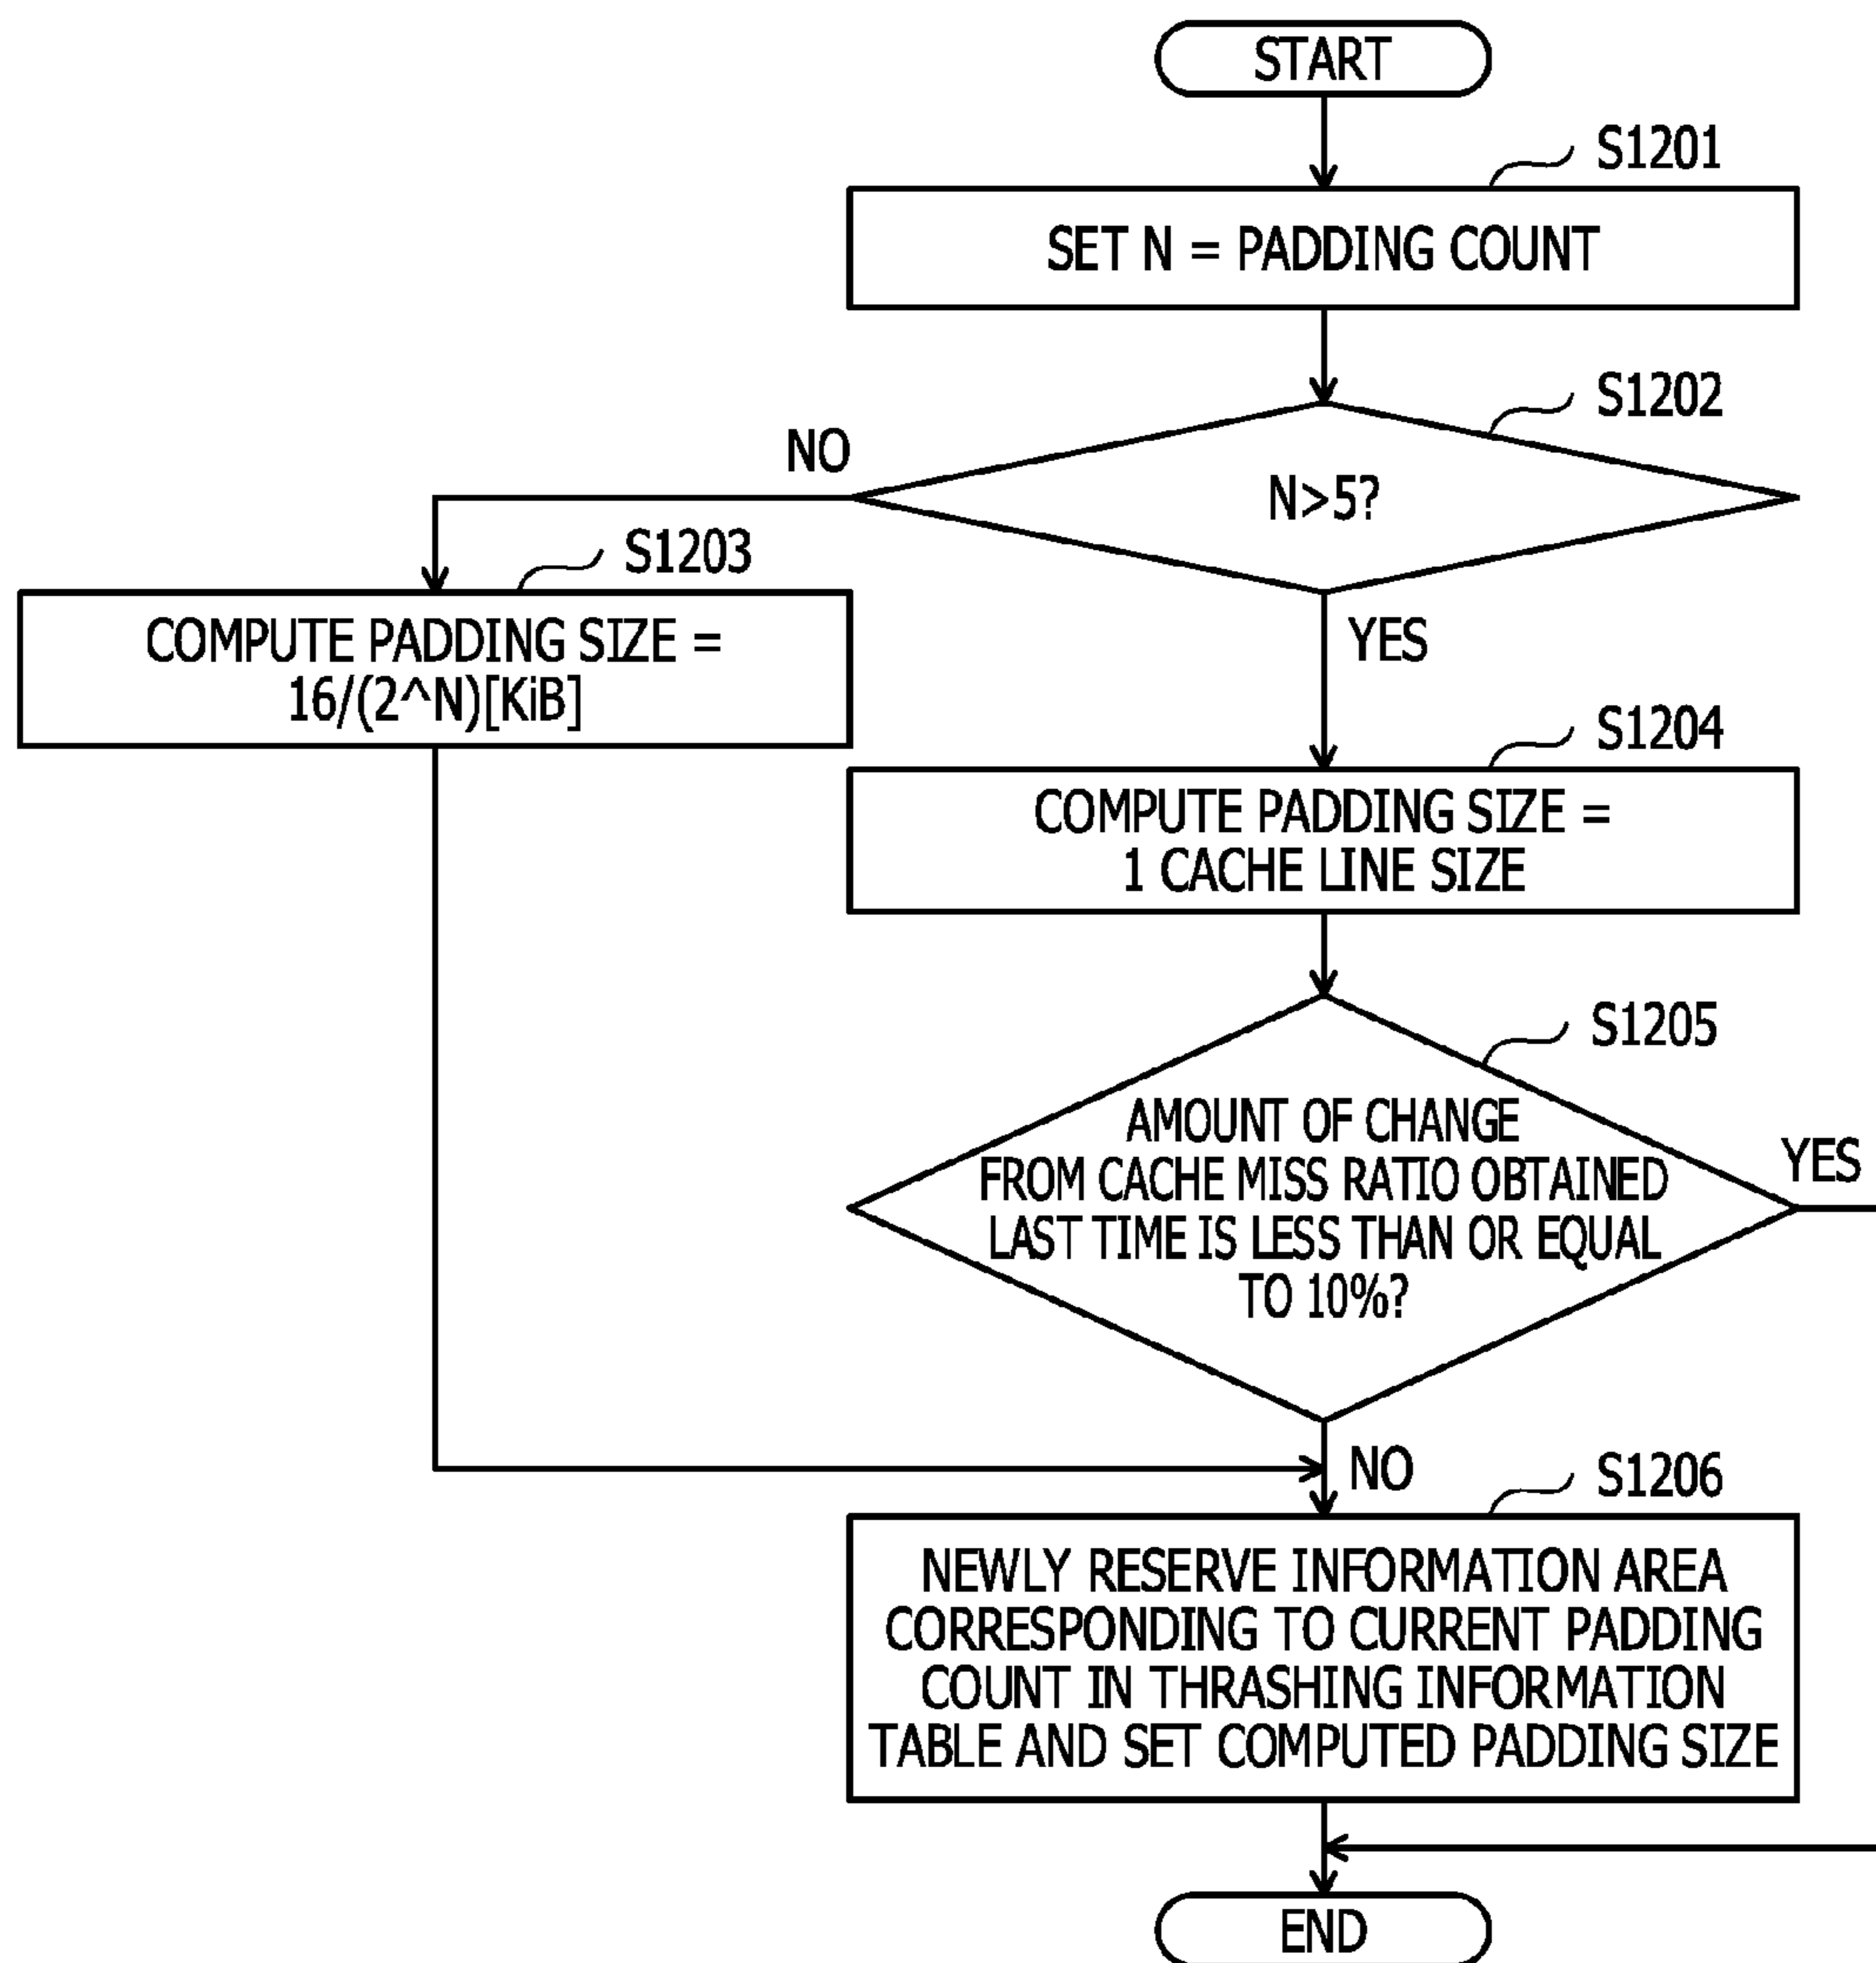 START
S1201
SET N = PADDING COUNT
S1202
NO
N>5?
S1203
YES
COMPUTE PADDING SIZE =
16/(2^N)[KiB]
S1204
COMPUTE PADDING SIZE =
1 CACHE LINE SIZE
S1205
AMOUNT OF CHANGE
FROM CACHE MISS RATIO OBTAINED
LAST TIME IS LESS THAN OR EQUAL
TO 10%?
YES
NO
S1206
NEWLY RESERVE INFORMATION AREA
CORRESPONDING TO CURRENT PADDING
COUNT IN THRASHING INFORMATION
TABLE AND SET COMPUTED PADDING SIZE
END